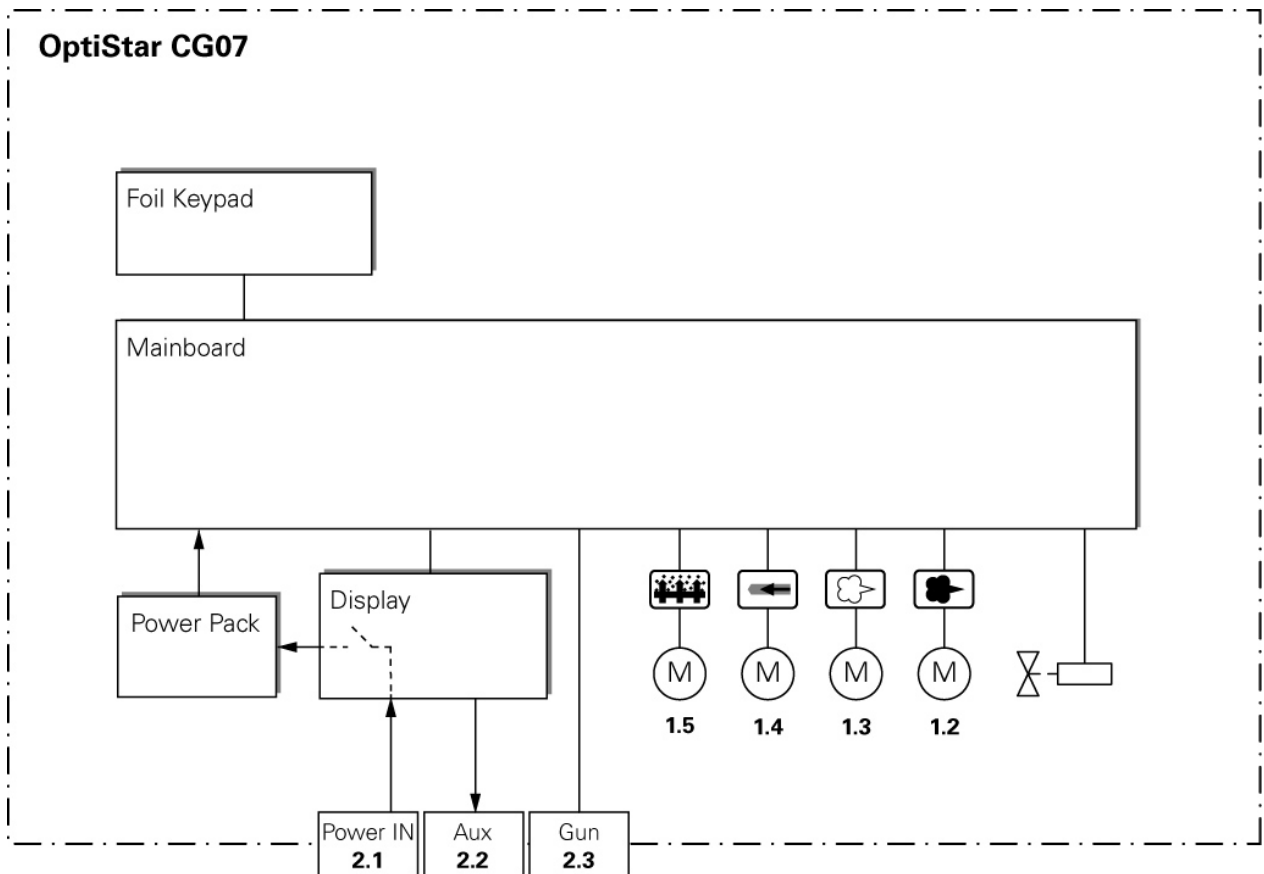 OptiStar CG07
Foil Keypad
Mainboard
Power Pack
Display
M
M
M
M
1.5
1.4
1.3
1.2
Power IN
2.1
Aux
2.2
Gun
2.3